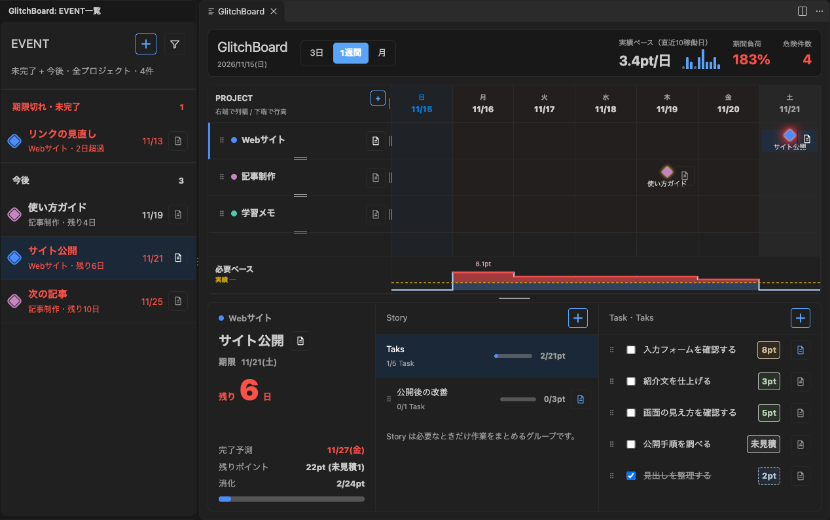 GlitchBoard: EVENT一覧
EVENT
未完了 + 今後・全プロジェクト・4件
期限切れ・未完了 1
リンクの見直し
Webサイト・2日超過
11/13
今後 3
使い方ガイド
記事制作・残り4日
11/19
サイト公開
Webサイト・残り6日
11/21
次の記事
記事制作・残り10日
11/25
GlitchBoard
GlitchBoard
2026/11/15(日)
3日 1週間 月
実績ペース（直近10稼働日）
3.4pt/日
期間負荷
183%
危険件数
4
PROJECT
右端で列幅 / 下端で行高
日 月 火 水 木 金 土
11/15 11/16 11/17 11/18 11/19 11/20 11/21
Webサイト
サイト公開
記事制作
使い方ガイド
学習メモ
必要ペース
実績
8.1pt
Webサイト
サイト公開
期限 11/21(土)
残り 6 日
完了予測 11/27(金)
残りポイント 22pt (未見積1)
消化 2/24pt
Story
Taks
1/5 Task
2/21pt
公開後の改善
0/1 Task
0/3pt
Story は必要なときだけ作業をまとめるグループです。
Task・Taks
入力フォームを確認する 8pt
紹介文を仕上げる 3pt
画面の見え方を確認する 5pt
公開手順を調べる 未見積
見出しを整理する 2pt